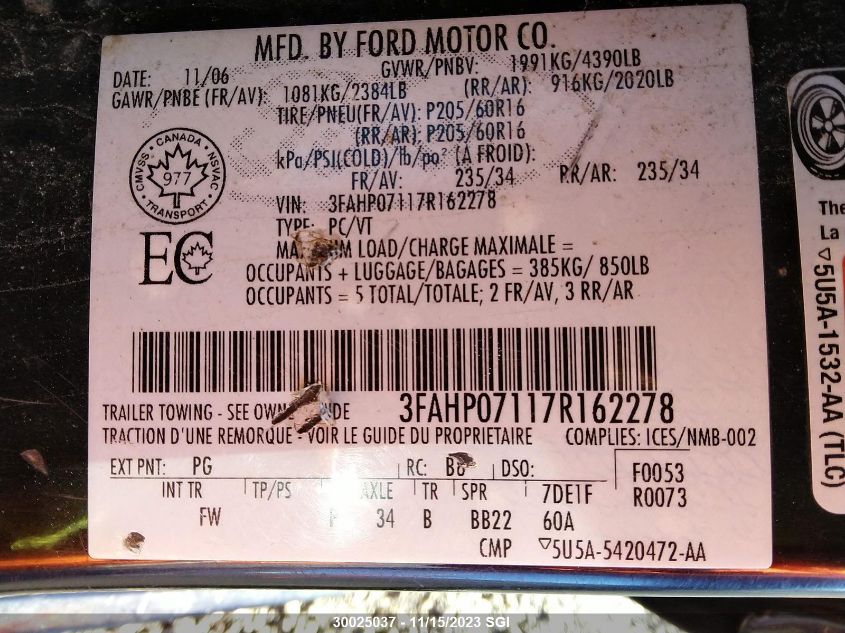 MFD. BY FORD MOTOR CO.
DATE: 11/06 GVWR/PNBV: 1991KG/4390LB
GAWR/PNBE (FR/AV): 1081KG/2384LB (RR/AR): 916KG/2020LB
TIRE/PNEU(FR/AV): P205/60R16
(RR/AR): P205/60R16
kPa/PSI(COLD)/lb/po² (A FROID):
FR/AV: 235/34 RR/AR: 235/34
VIN: 3FAHP07117R162278
TYPE: PC/VT
LOAD/CHARGE MAXIMALE =
OCCUPANTS + LUGGAGE/BAGAGES = 385KG/ 850LB
OCCUPANTS = 5 TOTAL/TOTALE; 2 FR/AV, 3 RR/AR
CANADA
CMVSS NSVAC
977
TRANSPORT
EC
3FAHP07117R162278
TRAILER TOWING - SEE
TRACTION D'UNE REMORQUE - VOIR LE GUIDE DU PROPRIETAIRE COMPLIES: ICES/NMB-002
EXT PNT: PG RC: DSO: F0053
INT TR TP/PS AXLE TR SPR 7DE1F R0073
FW 34 B BB22 60A
CMP ▽5U5A-5420472-AA
The
La
▽5U5A-1532-AA (TLC)
30025037 - 11/15/2023 SGI